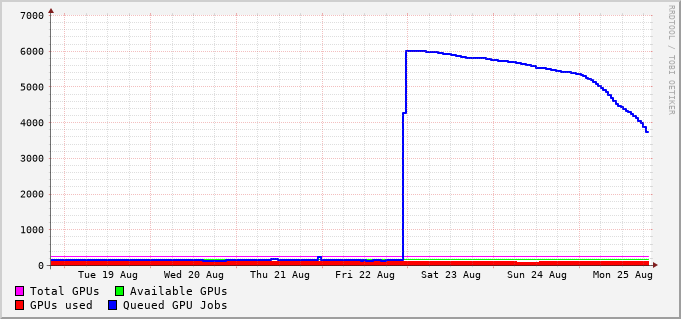 7000
6000
5000
4000
3000
2000
1000
0
Tue 19 Aug Wed 20 Aug Thu 21 Aug Fri 22 Aug Sat 23 Aug Sun 24 Aug Mon 25 Aug
Total GPUs Available GPUs
GPUs used Queued GPU Jobs
RRDTOOL / TOBI OETIKER